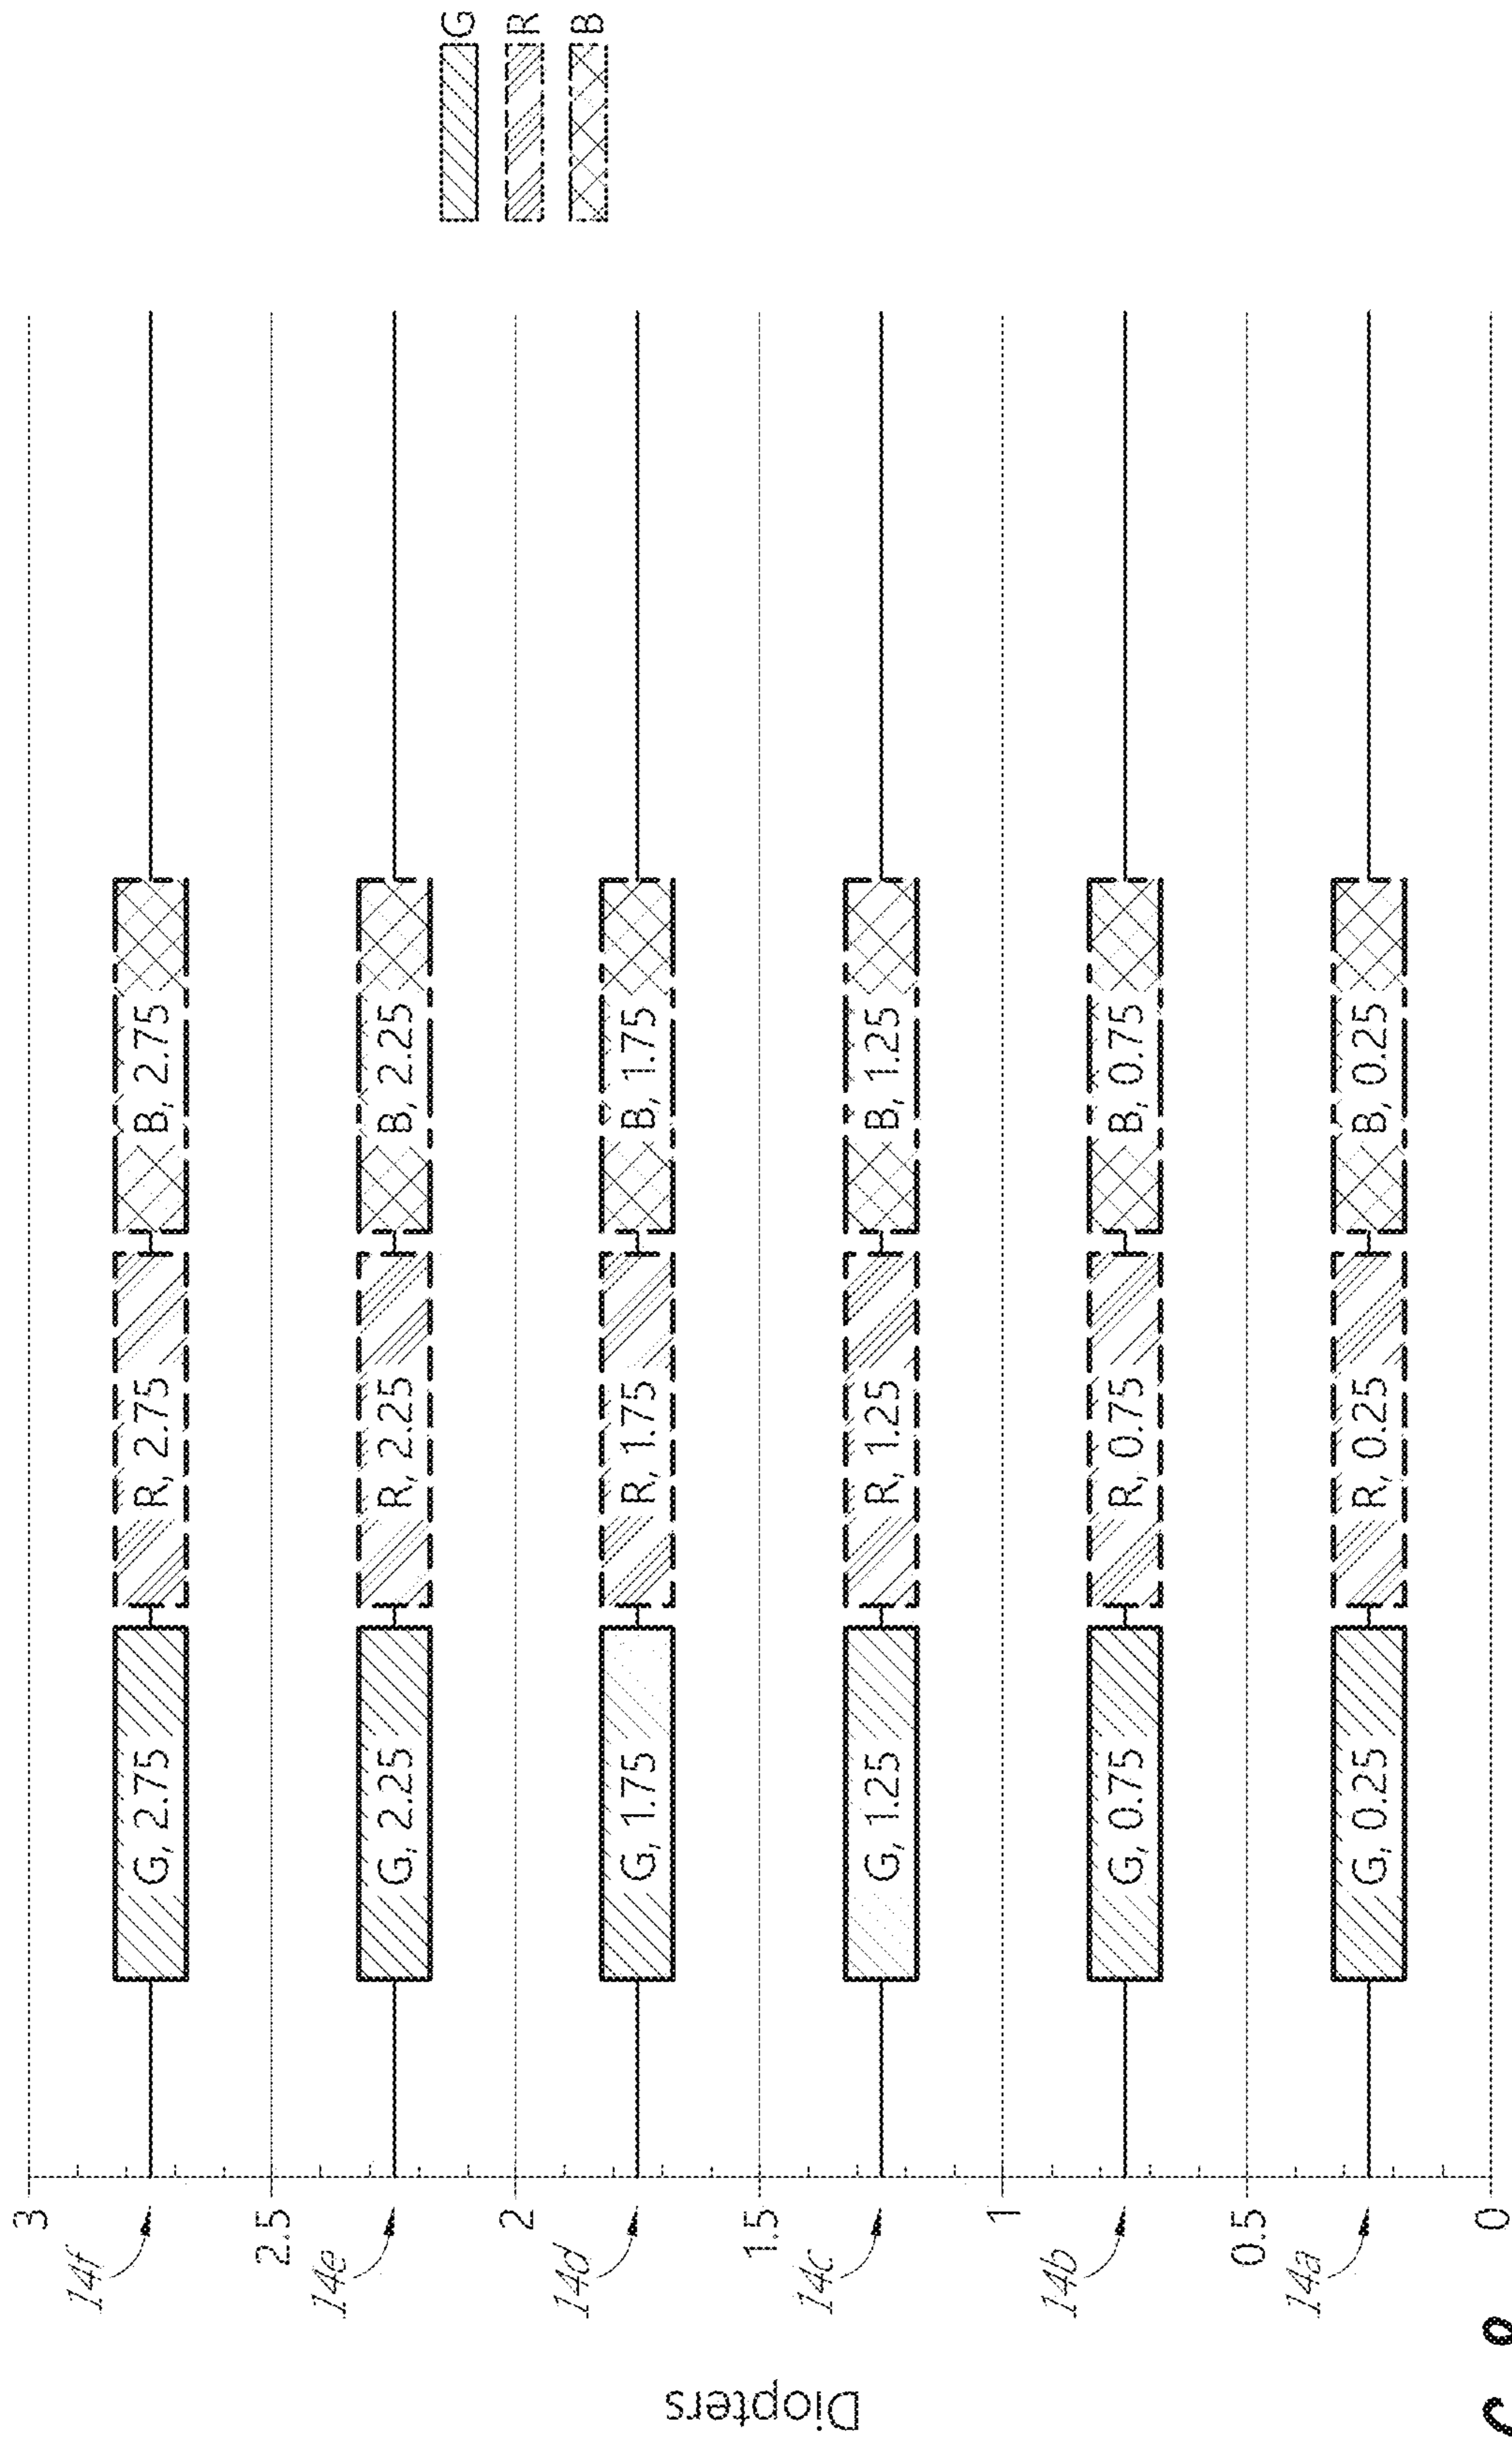 Diopters
3
14f
G, 2.75
R, 2.75
B, 2.75
2.5
14e
G, 2.25
R, 2.25
B, 2.25
2
14d
G, 1.75
R, 1.75
B, 1.75
1.5
14c
G, 1.25
R, 1.25
B, 1.25
1
14b
G, 0.75
R, 0.75
B, 0.75
0.5
14a
G, 0.25
R, 0.25
B, 0.25
0
G
R
B